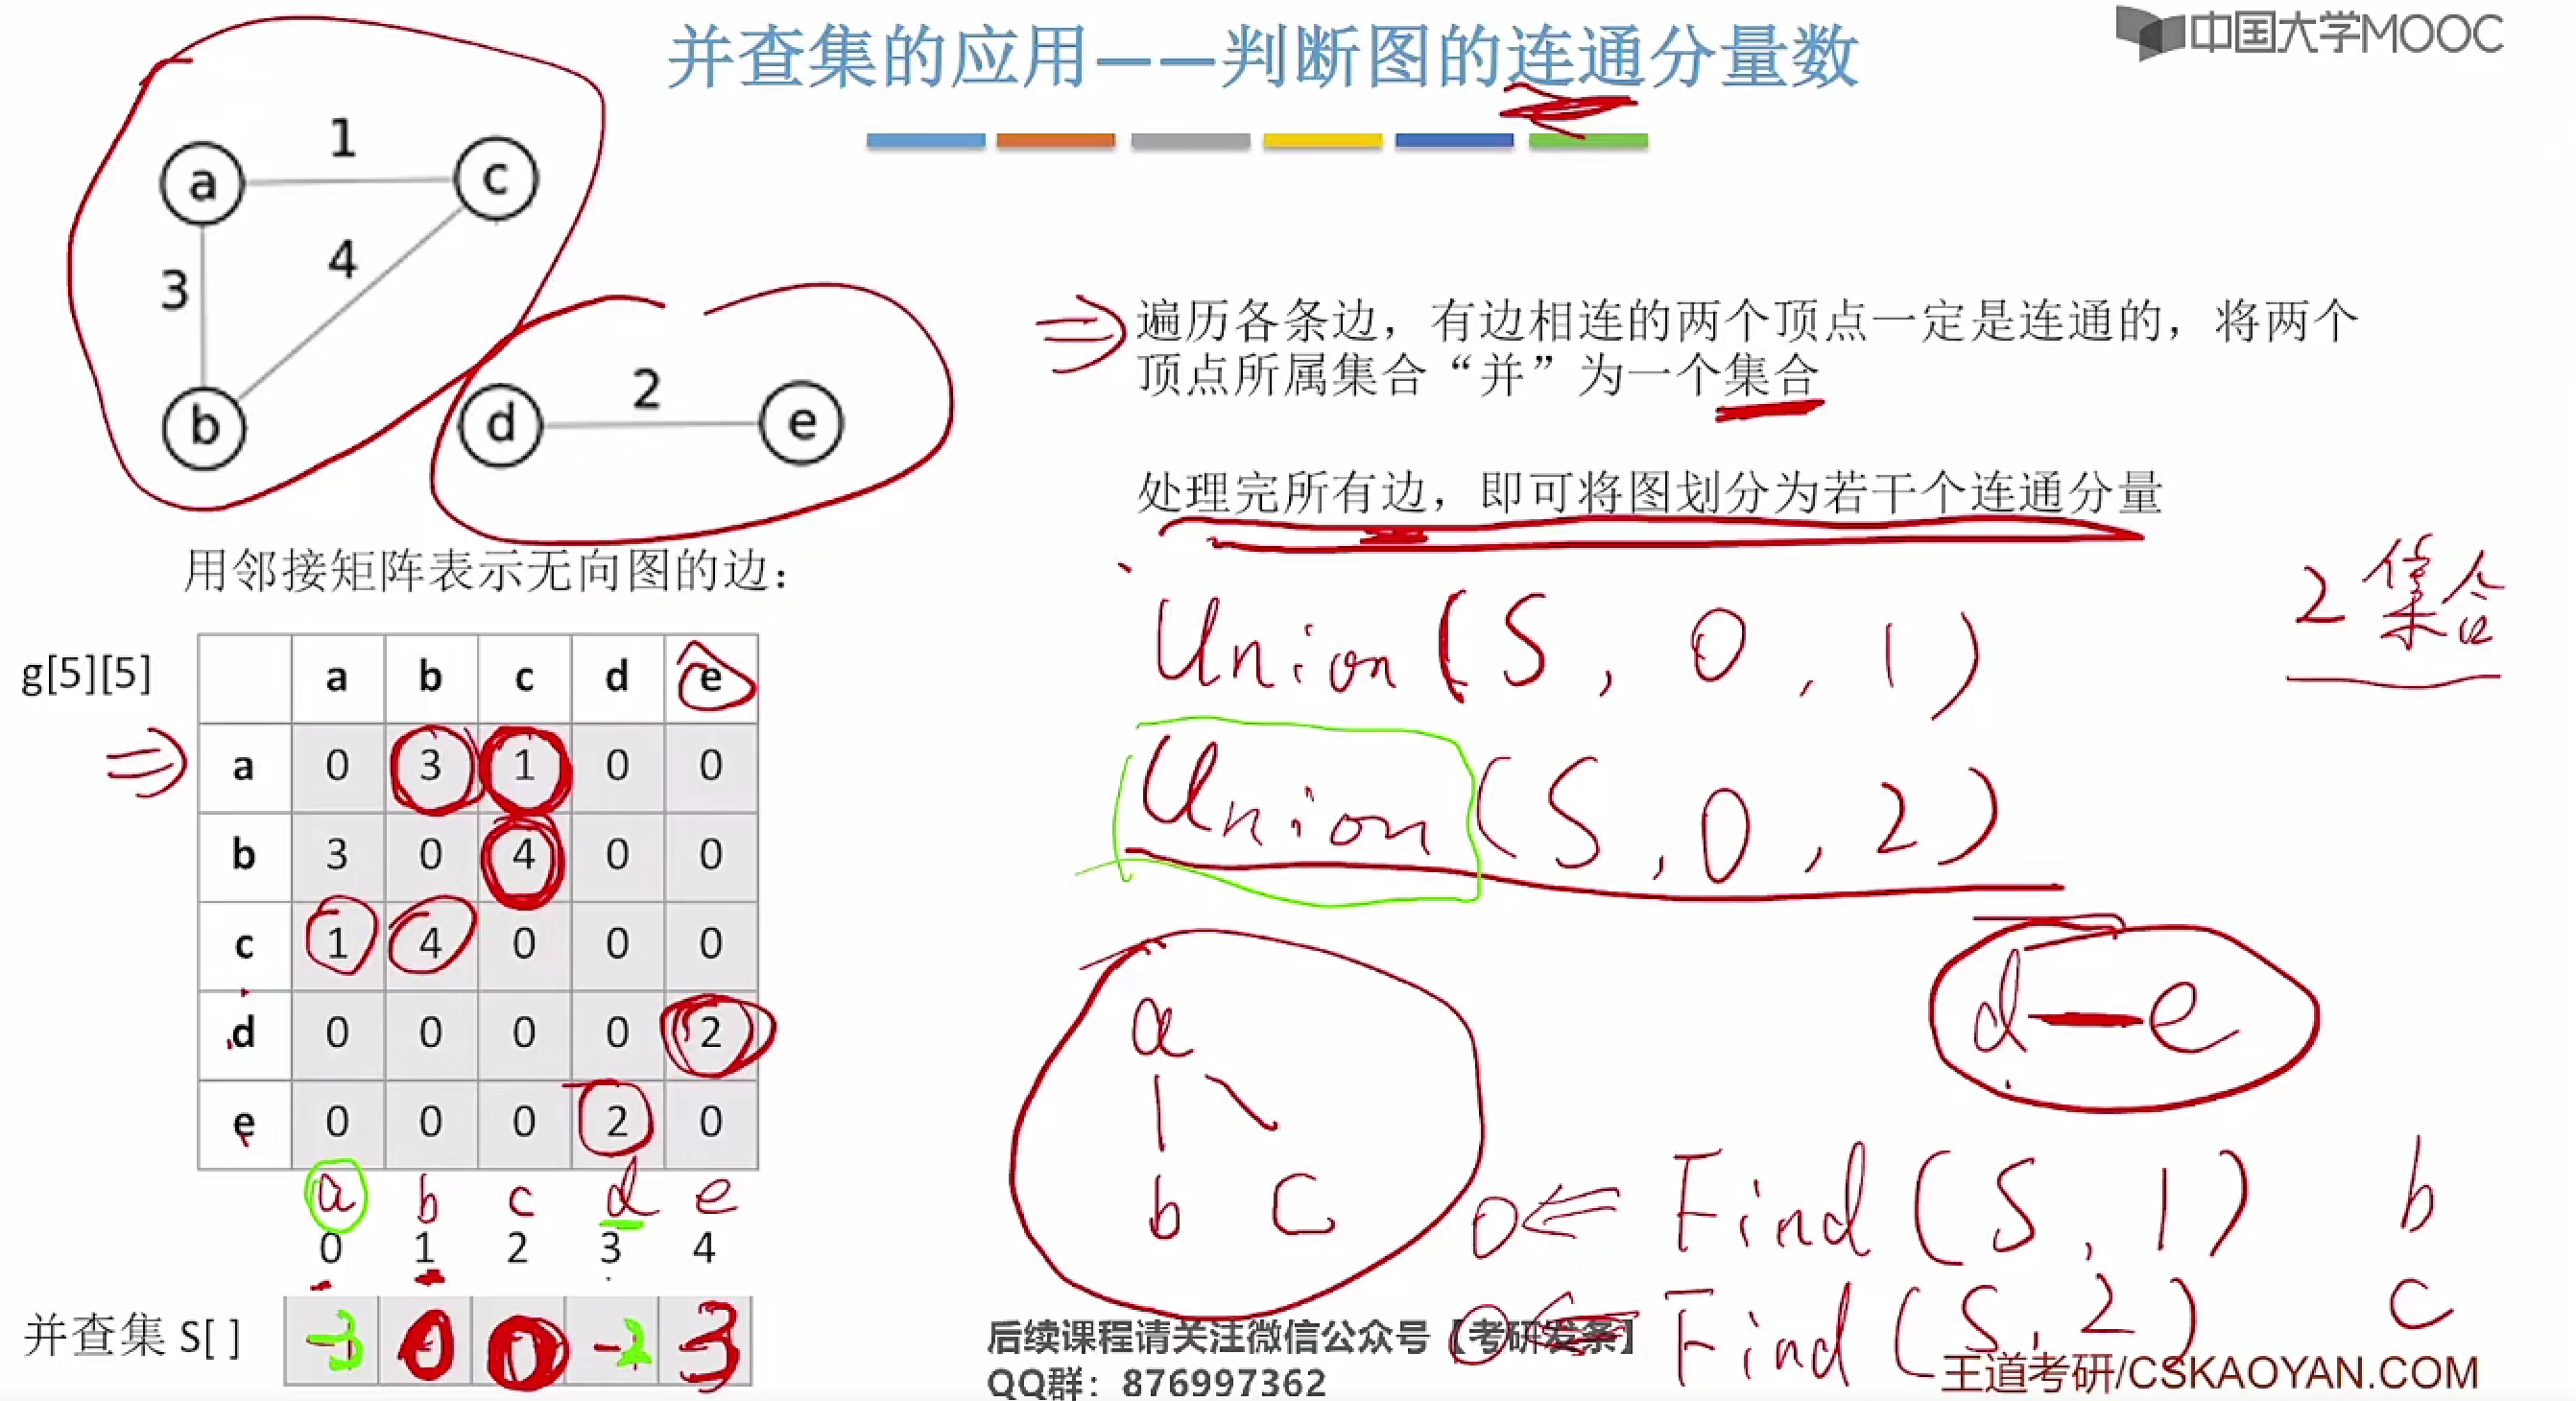 并查集的应用——判断图的连通分量数
中国大学MOOC
a 1 c
3 4
b d 2 e
遍历各条边，有边相连的两个顶点一定是连通的，将两个
顶点所属集合“并”为一个集合
处理完所有边，即可将图划分为若干个连通分量
2 集合
Union(S, 0, 1)
Union(S, 0, 2)
a
b c
d—e
0⇐ Find(S, 1) b
0⇐ Find(S, 2) c
用邻接矩阵表示无向图的边：
g[5][5]
a b c d e
a 0 3 1 0 0
b 3 0 4 0 0
c 1 4 0 0 0
d 0 0 0 0 2
e 0 0 0 2 0
a b c d e
0 1 2 3 4
并查集 S[ ] -3 0 0 -2 3
后续课程请关注微信公众号【考研发条】
QQ群：876997362
王道考研/CSKAOYAN.COM